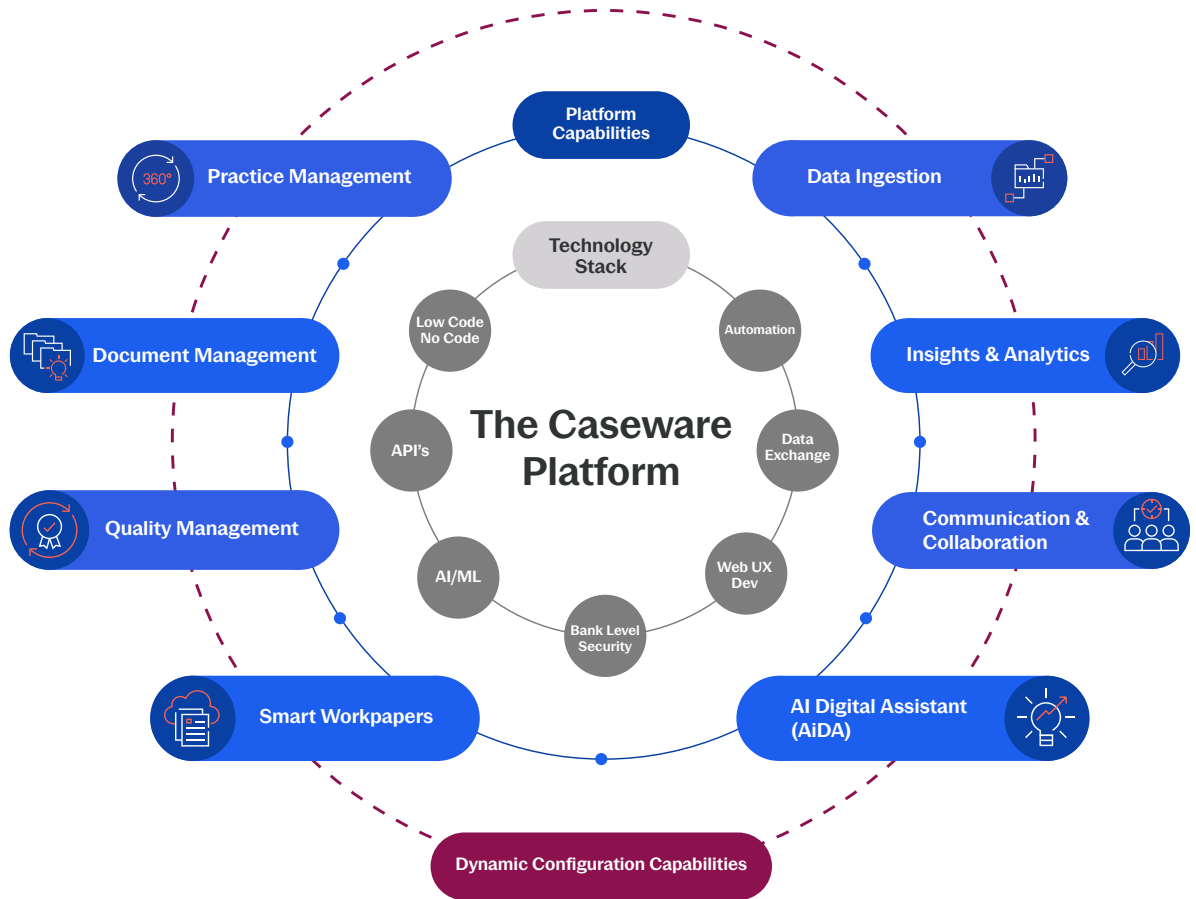 Platform
Capabilities
360°
Practice Management
Data Ingestion
Technology
Stack
Low Code
No Code
Automation
Document Management
Insights & Analytics
The Caseware
Platform
API's
Data
Exchange
Quality Management
Communication &
Collaboration
AI/ML
Web UX
Dev
Bank Level
Security
Smart Workpapers
AI Digital Assistant
(AiDA)
Dynamic Configuration Capabilities